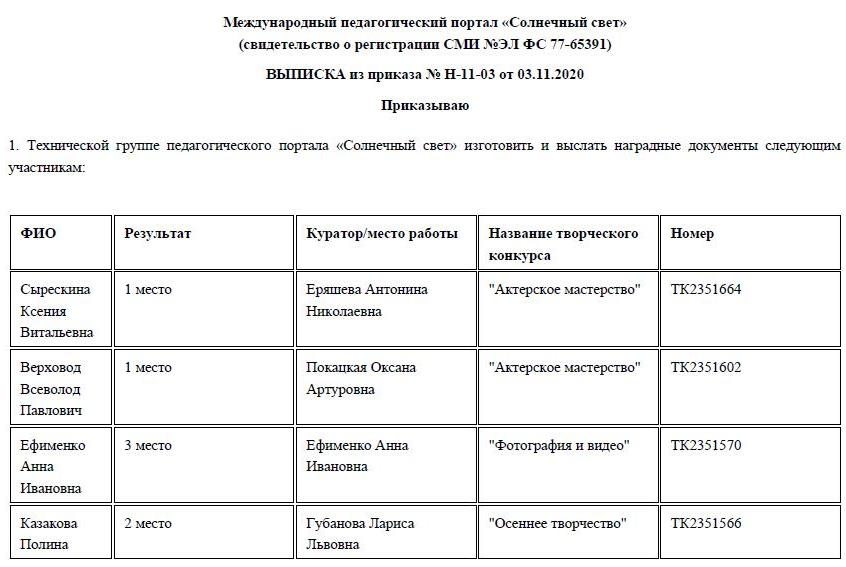 Международный педагогический портал «Солнечный свет»
(свидетельство о регистрации СМИ №ЭЛ ФС 77-65391)
ВЫПИСКА из приказа № Н-11-03 от 03.11.2020
Приказываю
1. Технической группе педагогического портала «Солнечный свет» изготовить и выслать наградные документы следующим
участникам:
ФИО Результат Куратор/место работы Название творческого Номер
конкурса
Сырескина 1 место Еряшева Антонина "Актерское мастерство" ТК2351664
Ксения Николаевна
Витальевна
Верховод 1 место Покацкая Оксана "Актерское мастерство" ТК2351602
Всеволод Артуровна
Павлович
Ефименко 3 место Ефименко Анна "Фотография и видео" ТК2351570
Анна Ивановна
Ивановна
Казакова 2 место Губанова Лариса "Осеннее творчество" ТК2351566
Полина Львовна